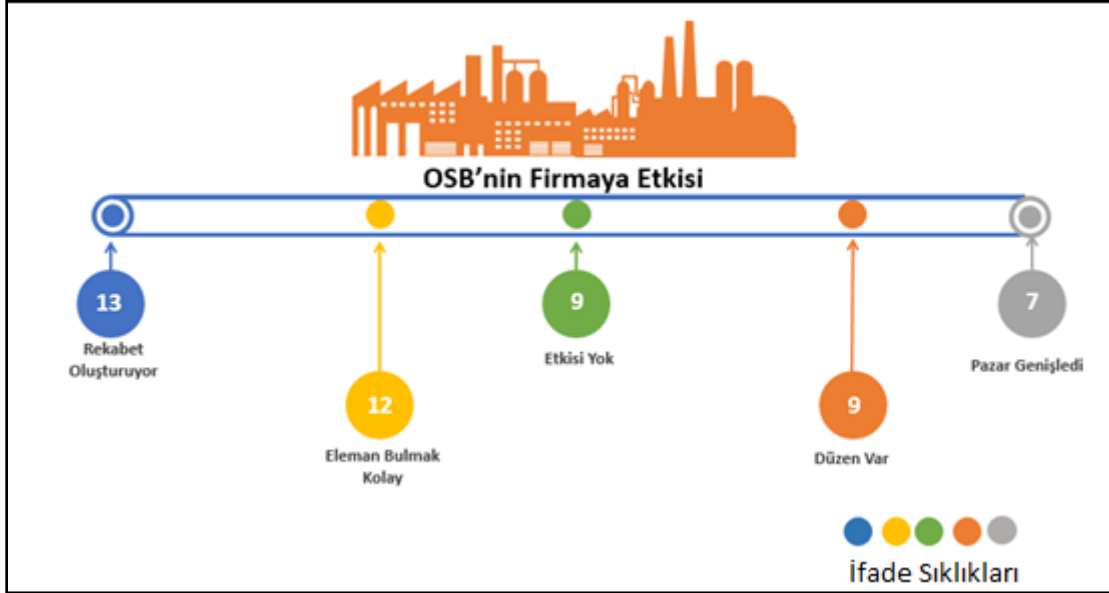 OSB'nin Firmaya Etkisi
13
Rekabet
Oluşturuyor
12
Eleman Bulmak
Kolay
9
Etkisi Yok
9
Düzen Var
7
Pazar Genişledi
İfade Sıklıkları